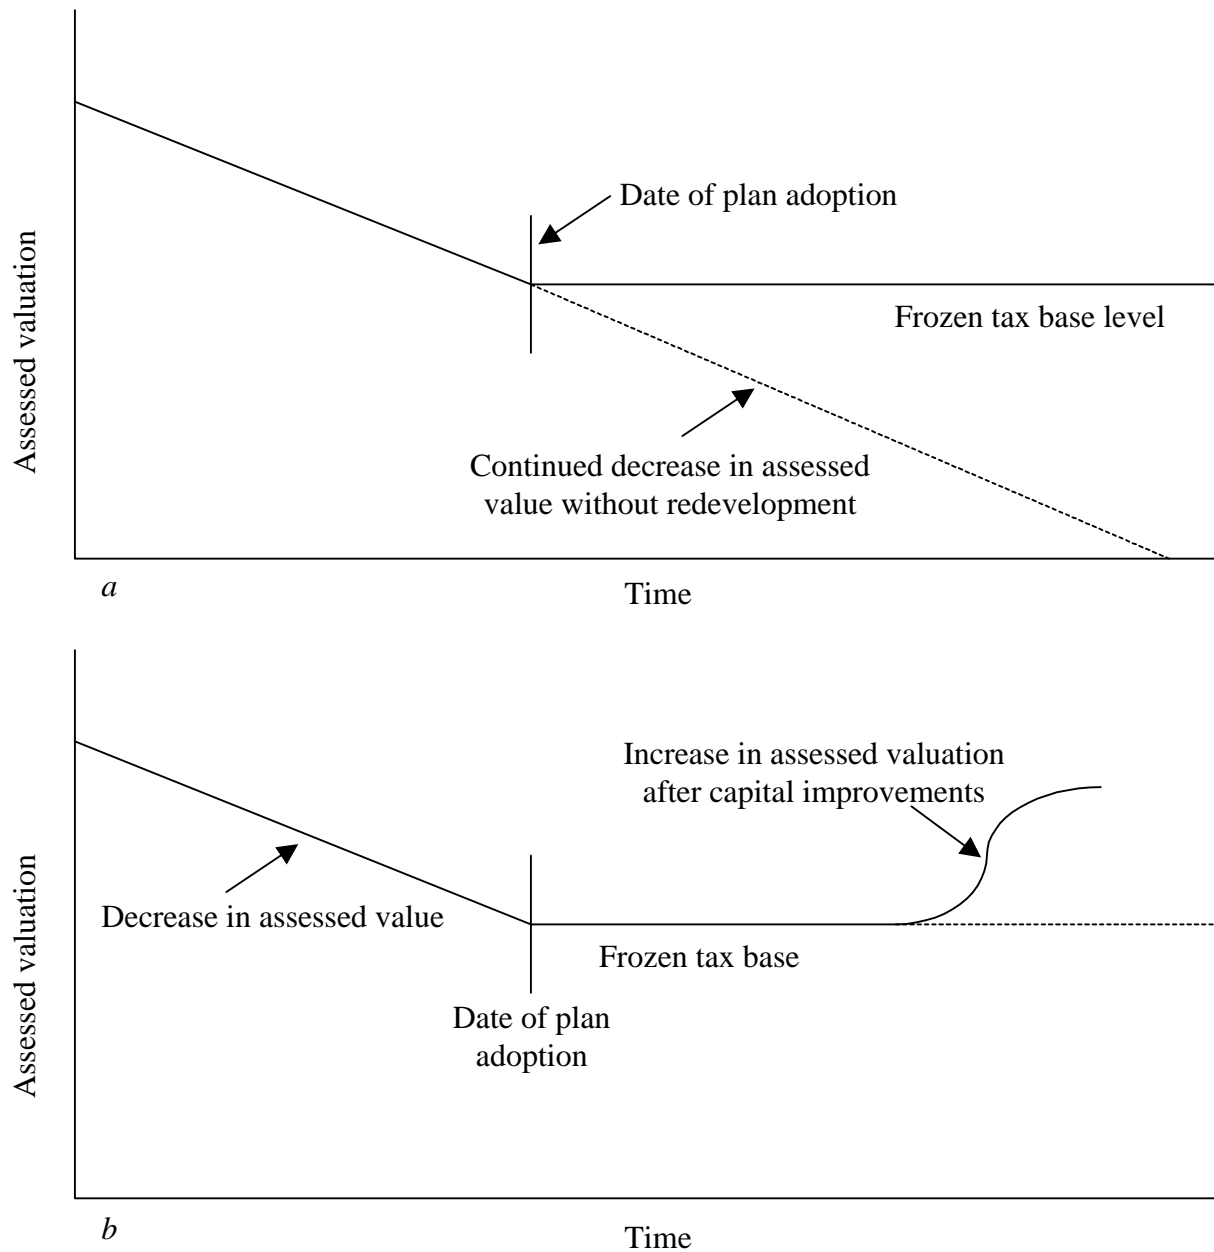 Date of plan adoption
Assessed valuation
Frozen tax base level
Continued decrease in assessed
value without redevelopment
a
Time
Increase in assessed valuation
after capital improvements
Assessed valuation
Decrease in assessed value
Frozen tax base
Date of plan
adoption
b
Time